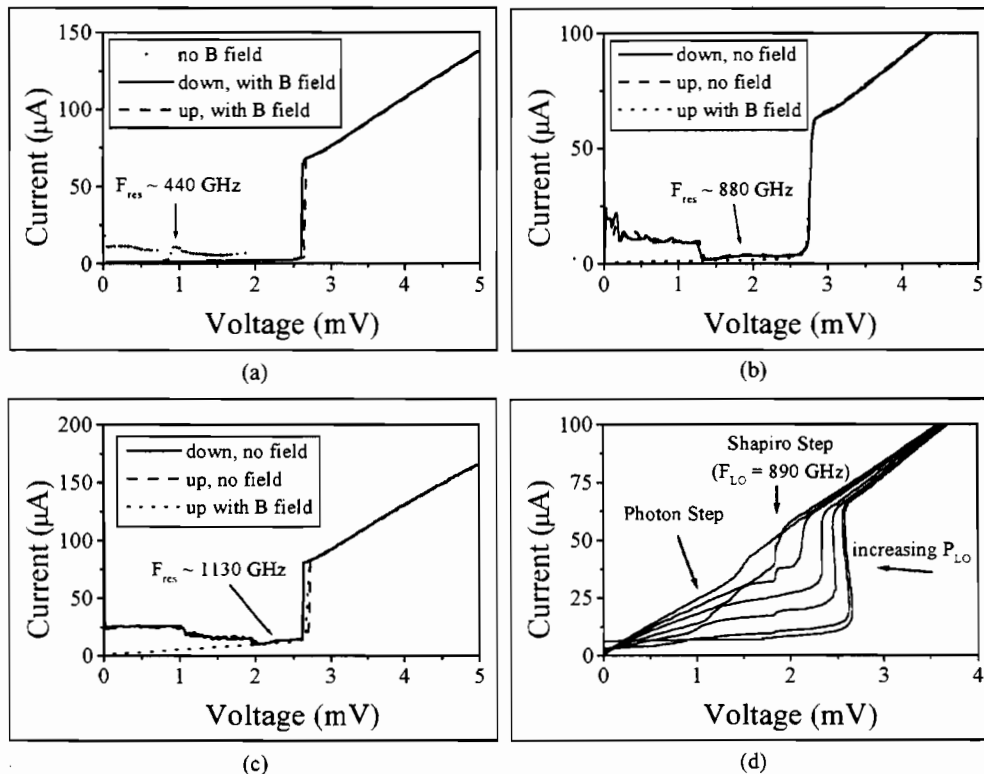 150
100
50
0
Current (μA)
no B field
down, with B field
up, with B field
F_res ~ 440 GHz
0 1 2 3 4 5
Voltage (mV)
(a)
100
75
50
25
0
Current (μA)
down, no field
up, no field
up with B field
F_res ~ 880 GHz
0 1 2 3 4 5
Voltage (mV)
(b)
200
150
100
50
0
Current (μA)
down, no field
up, no field
up with B field
F_res ~ 1130 GHz
0 1 2 3 4 5
Voltage (mV)
(c)
100
75
50
25
0
Current (μA)
Shapiro Step
(F_LO = 890 GHz)
Photon Step
increasing P_LO
0 1 2 3 4
Voltage (mV)
(d)